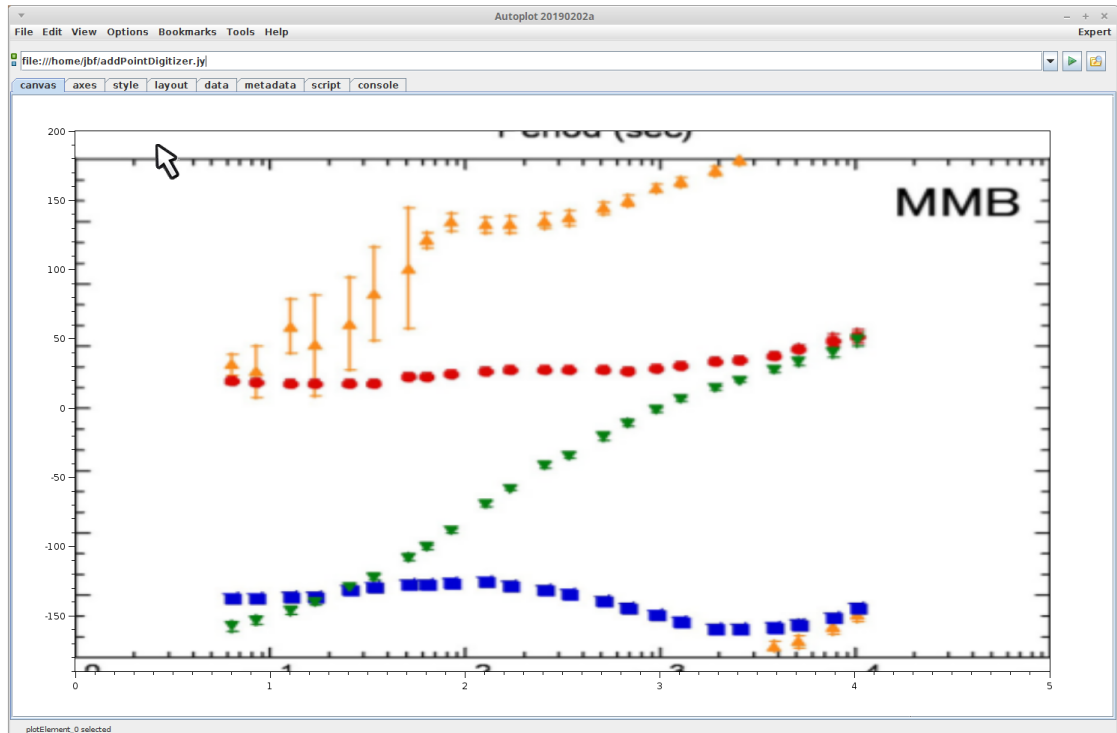 Autoplot 20190202a
File Edit View Options Bookmarks Tools Help Expert
file:///home/jbf/addPointDigitizer.jy
canvas axes style layout data metadata script console
Period (sec)
MMB
200
150
100
50
0
-50
-100
-150
0 1 2 3 4
0 1 2 3 4 5
plotElement_0 selected